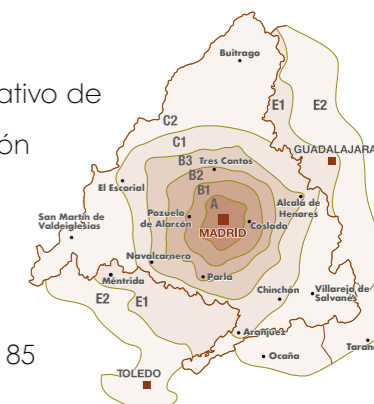 ativo de
ón
85
Buitrago
E1
E2
C2
C1
GUADALAJARA
B3
Tres Cantos
B2
El Escorial
B1
Alcalá de
Henares
A
San Martín de
Valdeiglesias
Pozuelo
de Alarcón
Coslada
MADRID
Navalcarnero
Méntrida
Parla
E2
E1
Chinchón
Villarejo de
Salvanés
Aranjuez
Taran
Ocaña
TOLEDO